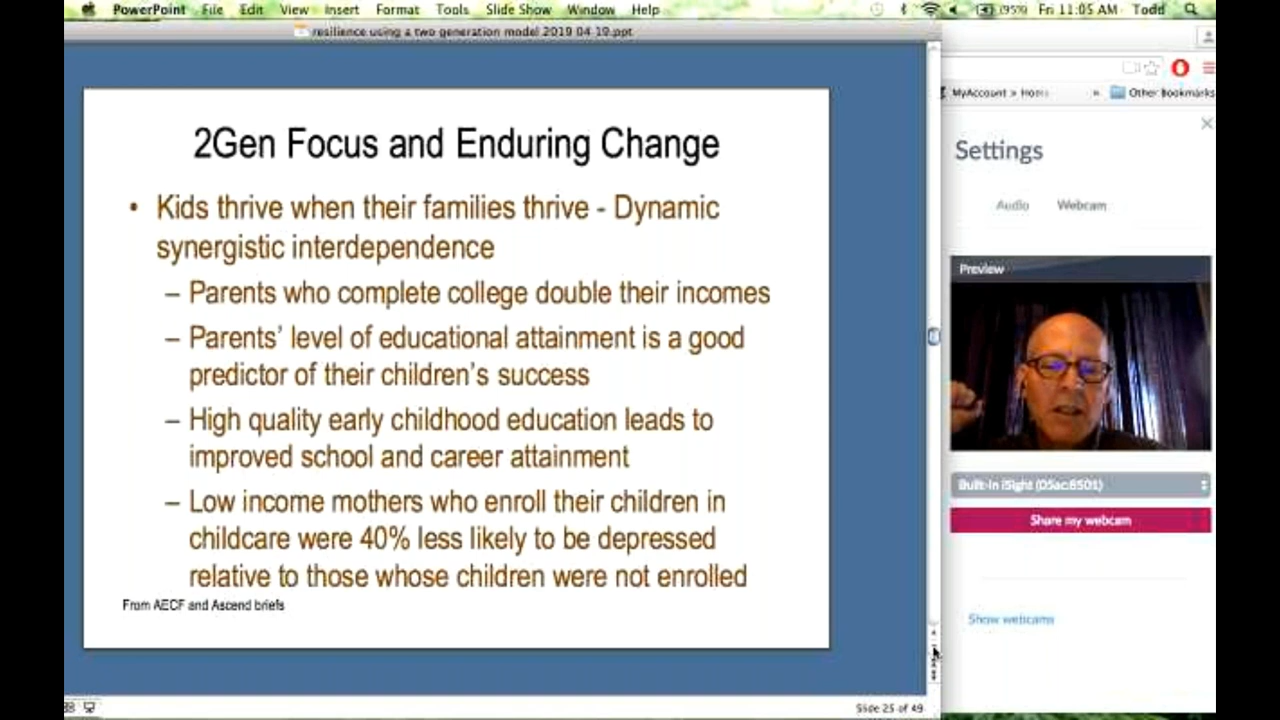 PowerPoint File Edit View Insert Format Tools Slide Show Window Help (95%) Fri 11:05 AM Todd
resilience using a two generation model 2019 04 19.ppt
MyAccount > Home » Other Bookmarks
2Gen Focus and Enduring Change
• Kids thrive when their families thrive - Dynamic
synergistic interdependence
– Parents who complete college double their incomes
– Parents’ level of educational attainment is a good
predictor of their children’s success
– High quality early childhood education leads to
improved school and career attainment
– Low income mothers who enroll their children in
childcare were 40% less likely to be depressed
relative to those whose children were not enrolled
From AECF and Ascend briefs
Slide 25 of 49
Settings
Audio Webcam
Preview
Built-in iSight (05ac:8501)
Share my webcam
Show webcams